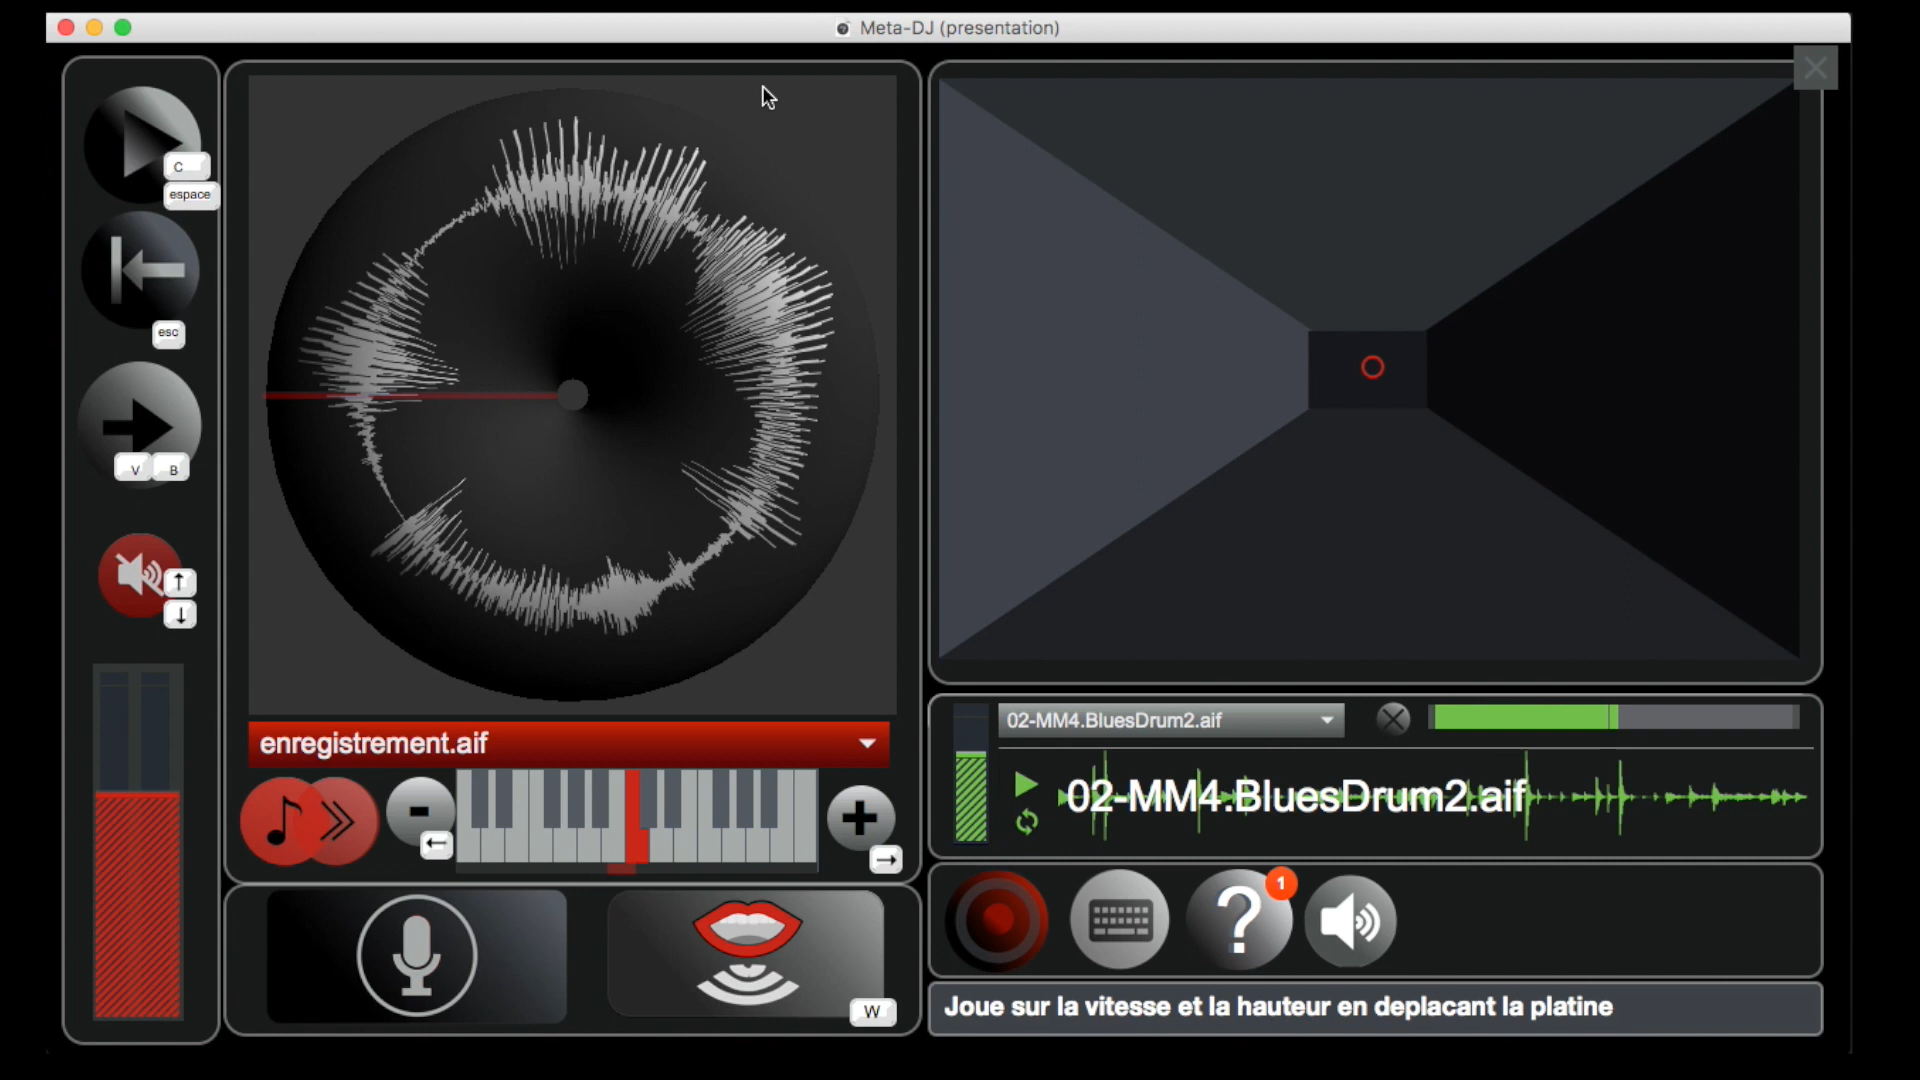 Meta-DJ (presentation)
C
espace
esc
V
B
↑
↓
enregistrement.aif
-
←
+
→
W
02-MM4.BluesDrum2.aif
02-MM4.BluesDrum2.aif
?
1
Joue sur la vitesse et la hauteur en deplacant la platine